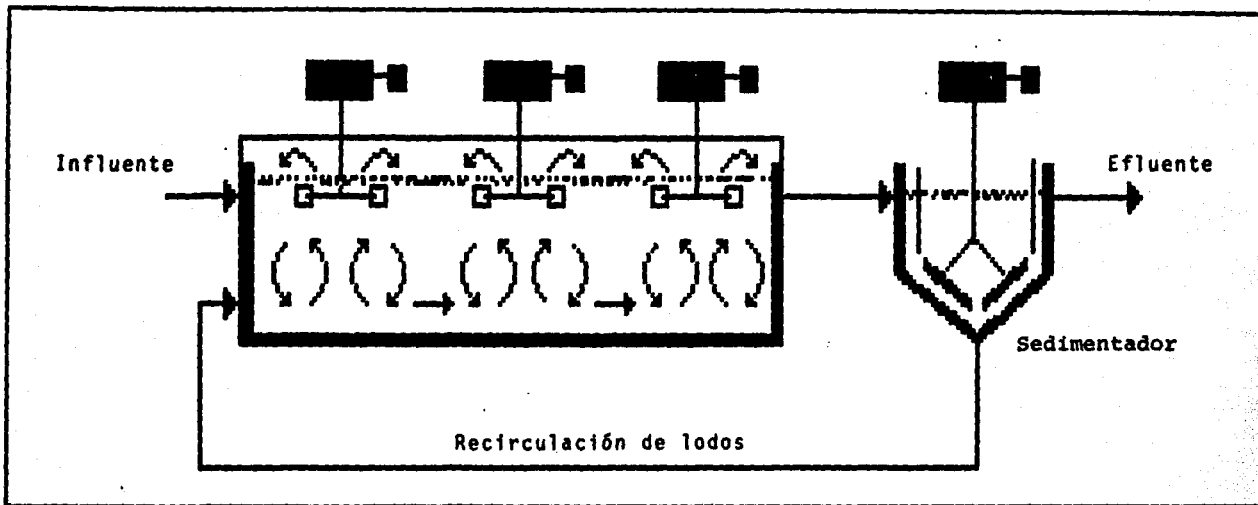 Influente
Efluente
Sedimentador
Recirculación de lodos